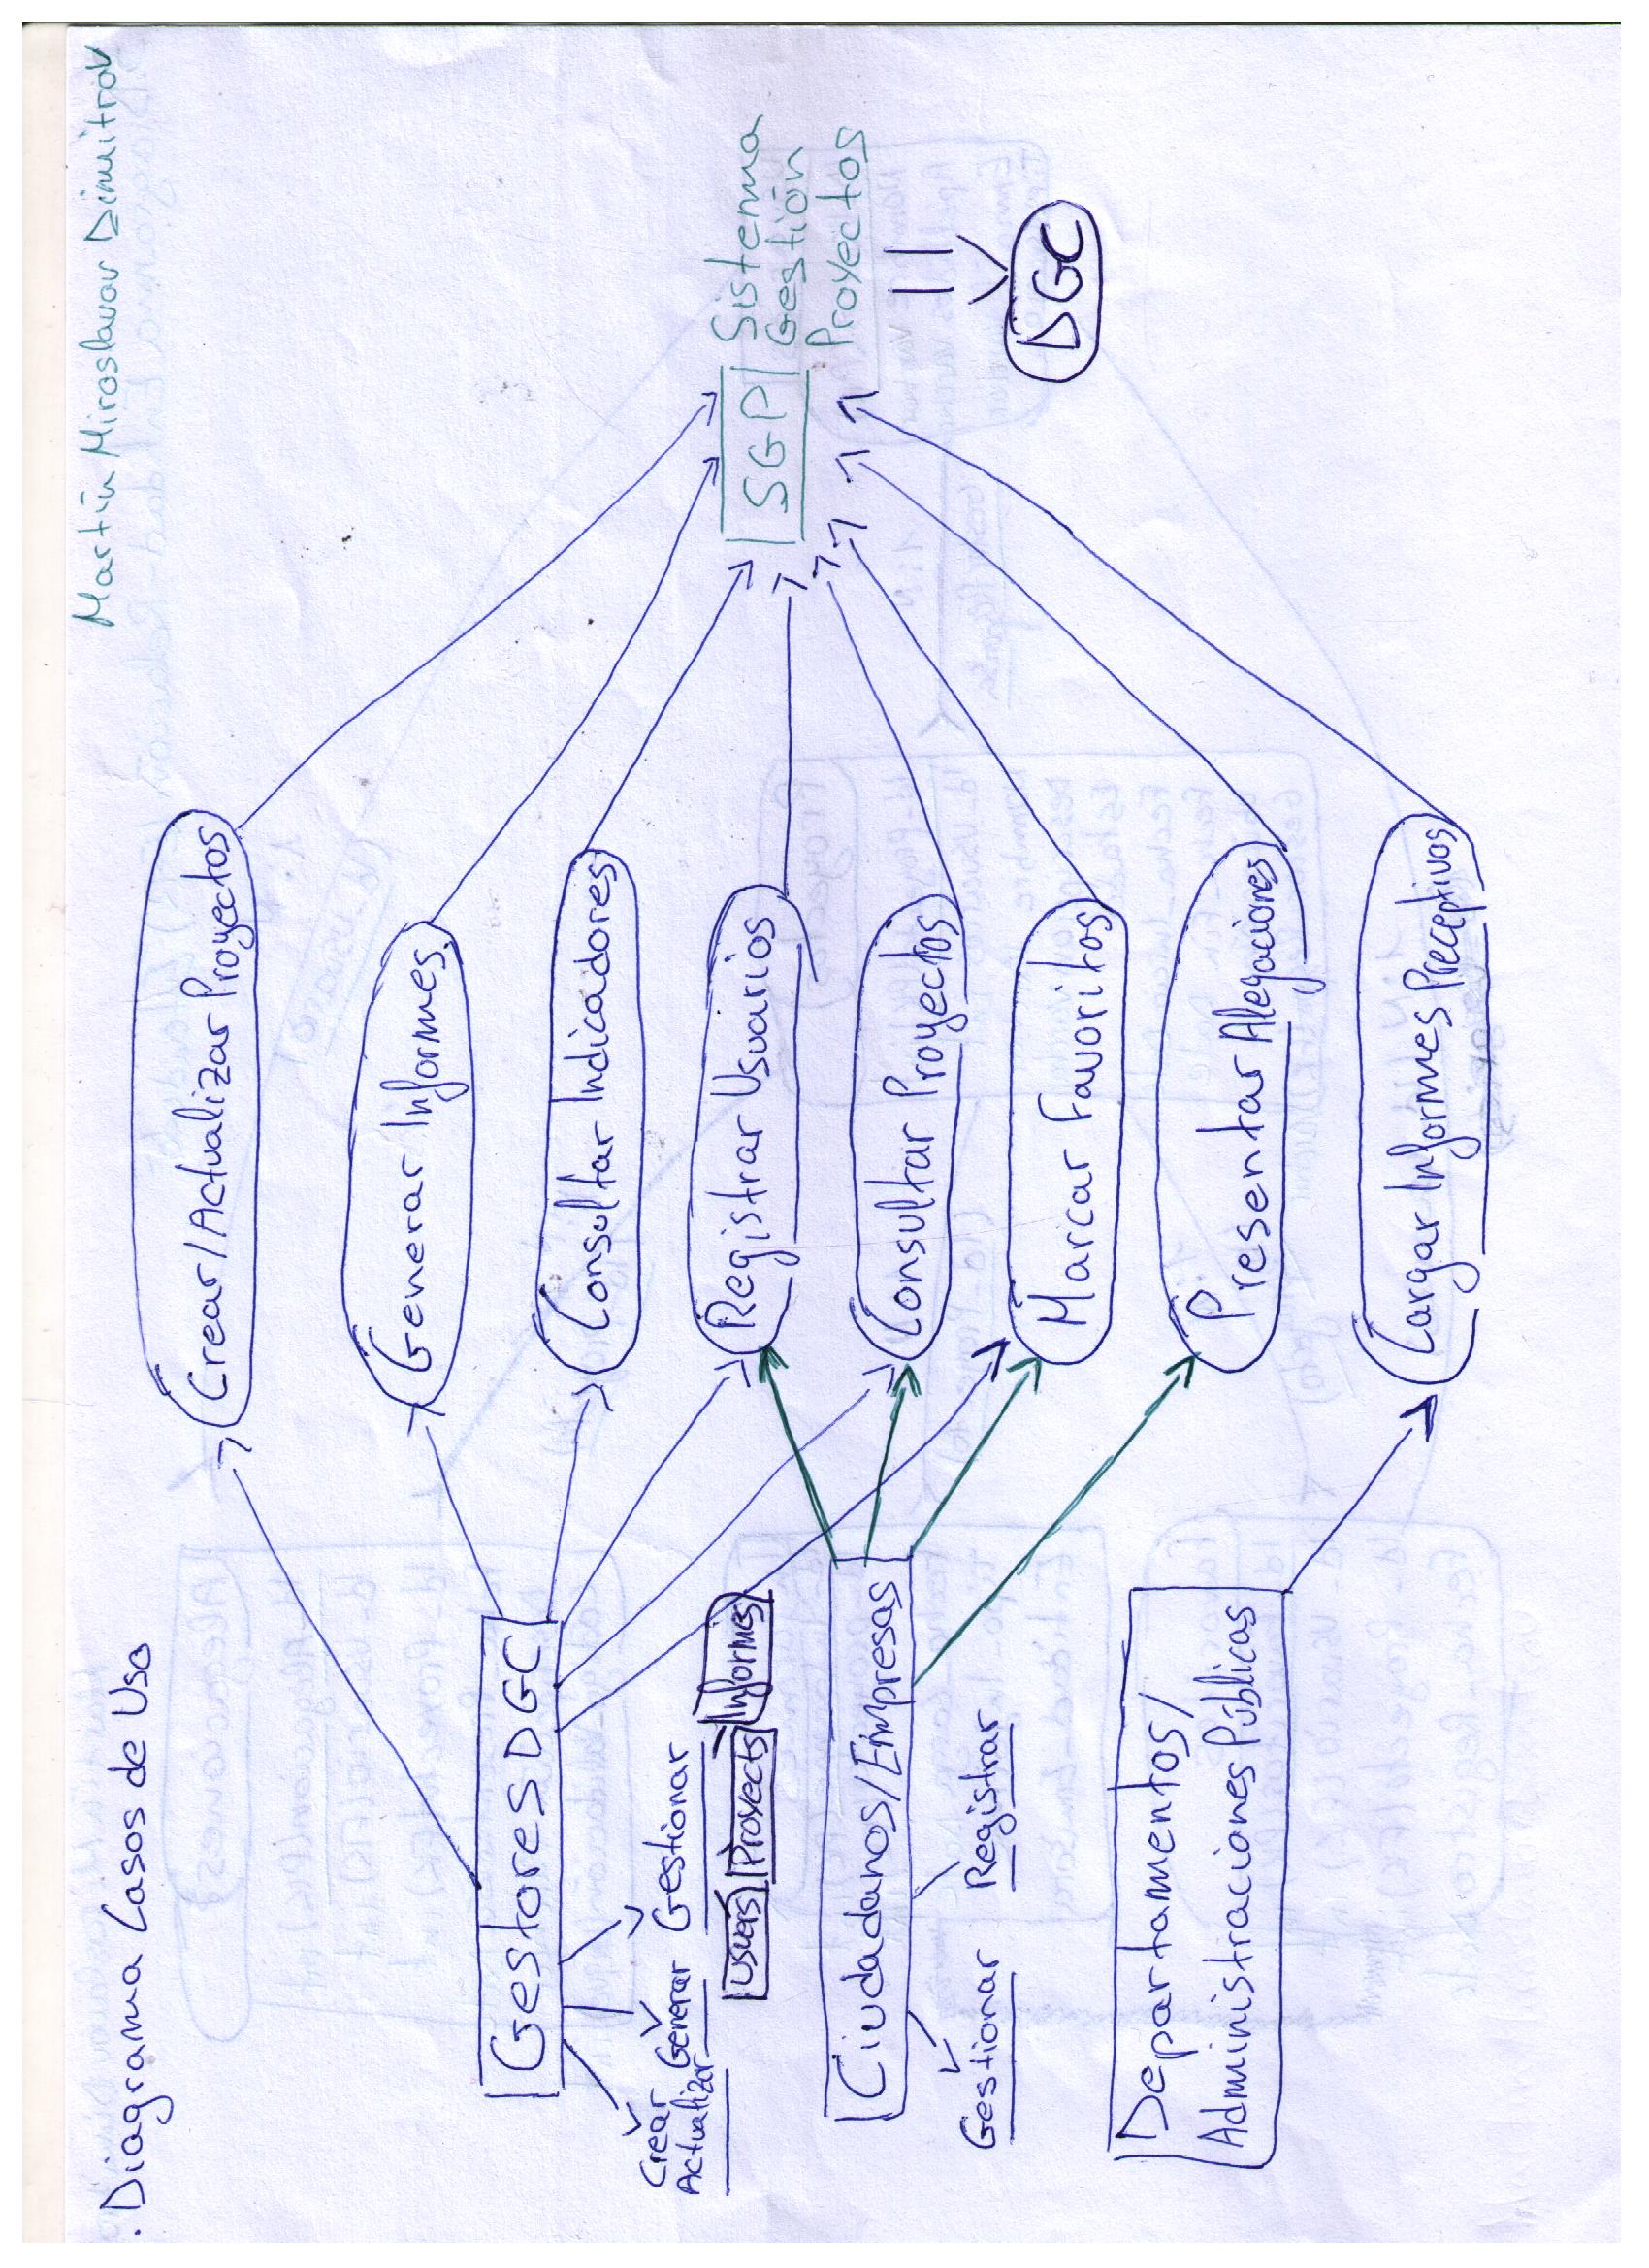 Martín Miroslavov Dimitrov
. Diagrama Casos de Uso
Crear/Actualizar Proyectos
Generar Informes
Gestores DGC
Consultar Indicadores
Crear
Actualizar
Generar
Gestionar
Users
Proyects
Informes
Registrar Usuarios
SGP
Sistema
Gestión
Proyectos
Ciudadanos/Empresas
Consultar Proyectos
Gestionar
Registrar
Marcar Favoritos
DGC
Departamentos/
Administraciones Públicas
Presentar Alegaciones
Cargar Informes Preceptivos